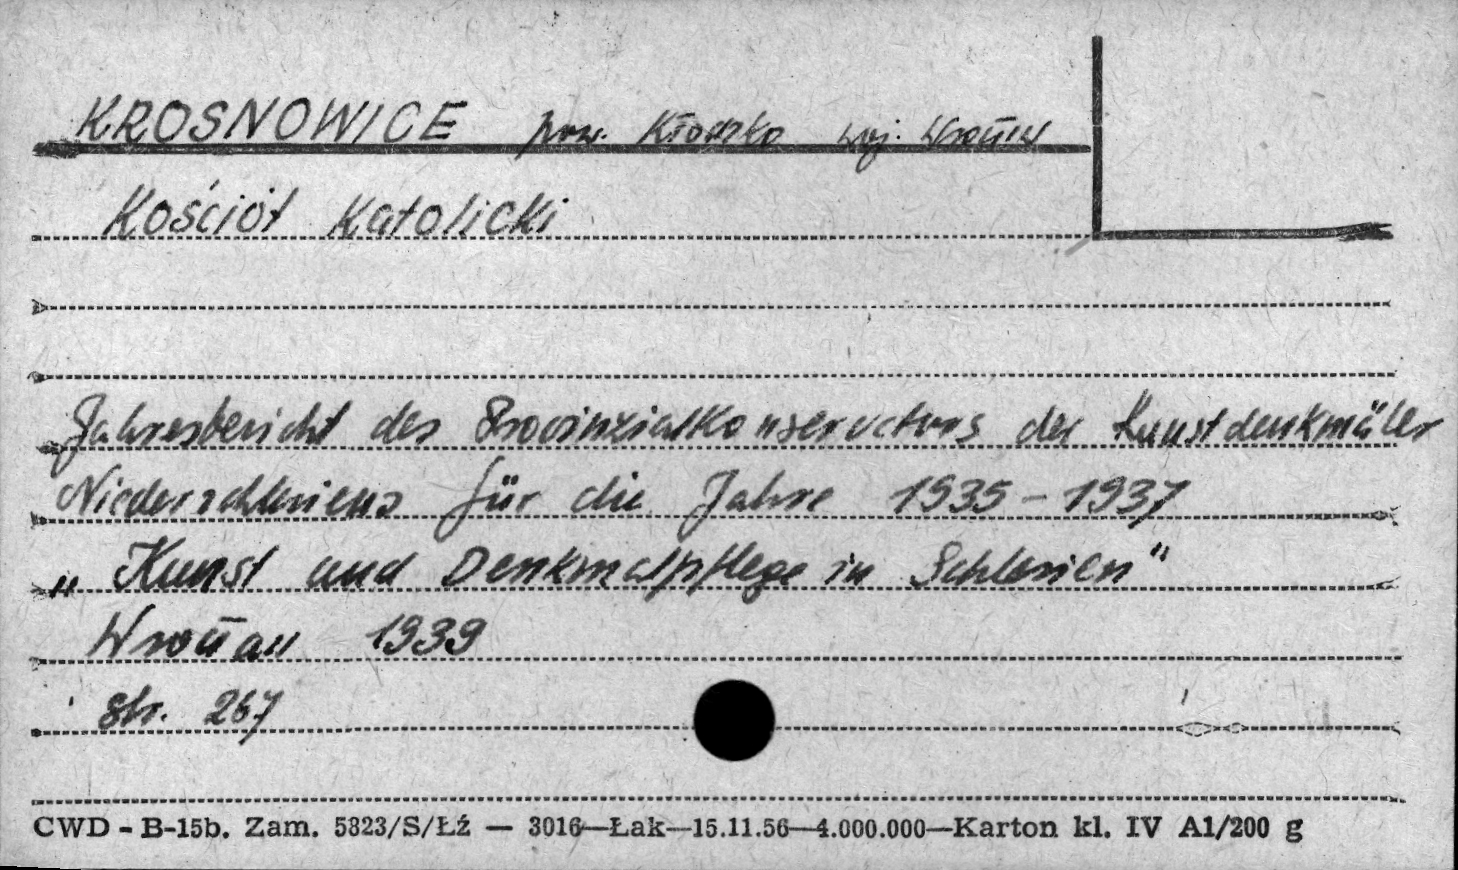 KROSNOWICE pow. Kłodzko woj. Wrocław
Kościół Katolicki
Jahresbericht des Provinzialkonservators der Kunstdenkmäler
Niederschlesiens für die Jahre 1935-1937
„Kunst und Denkmalpflege in Schlesien"
Wrocław 1939
str. 267
CWD - B-15b. Zam. 5823/S/Łź — 3016—Łak—15.11.56—4.000.000—Karton kl. IV A1/200 g